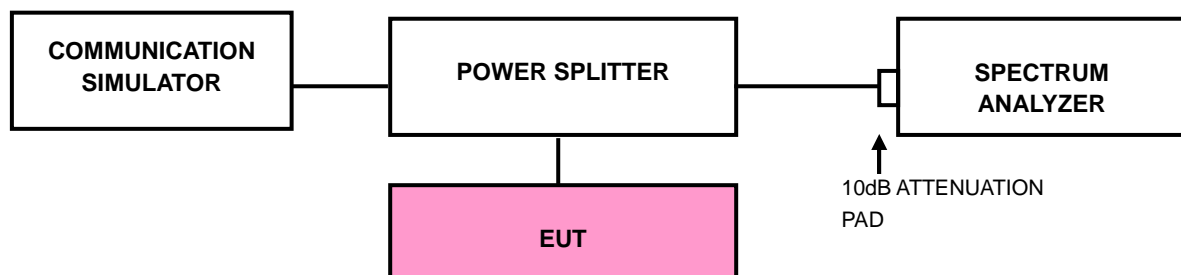 COMMUNICATION
SIMULATOR
POWER SPLITTER
SPECTRUM
ANALYZER
10dB ATTENUATION
PAD
EUT